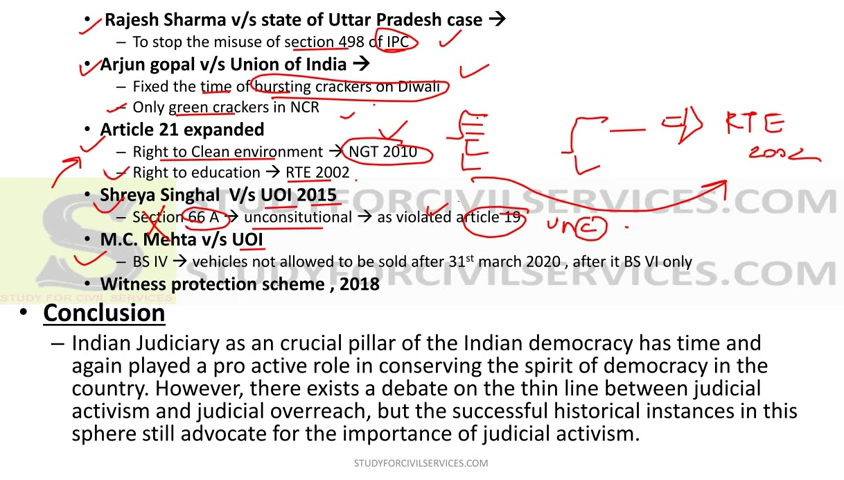 • Rajesh Sharma v/s state of Uttar Pradesh case →
– To stop the misuse of section 498 of IPC
• Arjun gopal v/s Union of India →
– Fixed the time of bursting crackers on Diwali
– Only green crackers in NCR
• Article 21 expanded
– Right to Clean environment → NGT 2010
– Right to education → RTE 2002
RTE
2002
• Shreya Singhal V/s UOI 2015
– Section 66 A → unconsitutional → as violated article 19
• M.C. Mehta v/s UOI
– BS IV → vehicles not allowed to be sold after 31st march 2020 , after it BS VI only
• Witness protection scheme , 2018
STUDYFORCIVILSERVICES.COM
STUDYFORCIVILSERVICES.COM
STUDY FOR CIVIL SERVICES
• Conclusion
– Indian Judiciary as an crucial pillar of the Indian democracy has time and
again played a pro active role in conserving the spirit of democracy in the
country. However, there exists a debate on the thin line between judicial
activism and judicial overreach, but the successful historical instances in this
sphere still advocate for the importance of judicial activism.
STUDYFORCIVILSERVICES.COM